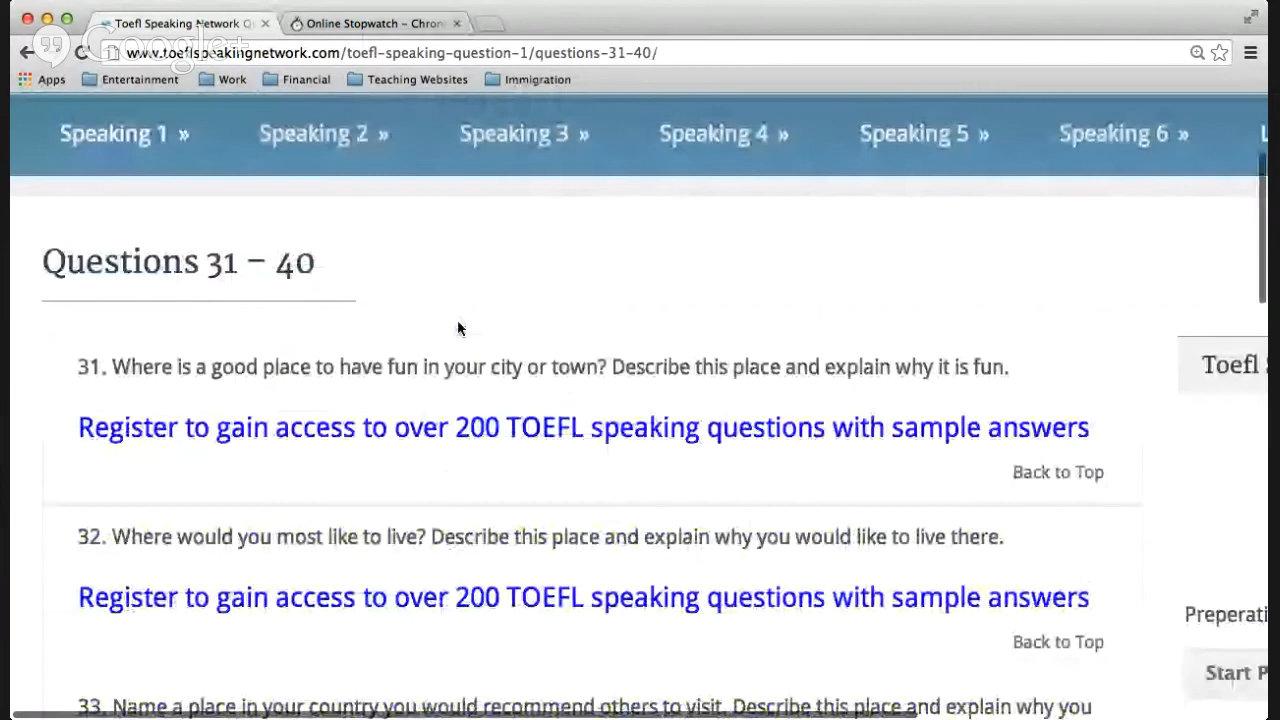 Toefl Speaking Network Q
Online Stopwatch – Chron
Google+
www.toeflspeakingnetwork.com/toefl-speaking-question-1/questions-31-40/
Apps Entertainment Work Financial Teaching Websites Immigration
Speaking 1 » Speaking 2 » Speaking 3 » Speaking 4 » Speaking 5 » Speaking 6 »
Questions 31 – 40
31. Where is a good place to have fun in your city or town? Describe this place and explain why it is fun.
Toefl
Register to gain access to over 200 TOEFL speaking questions with sample answers
Back to Top
32. Where would you most like to live? Describe this place and explain why you would like to live there.
Register to gain access to over 200 TOEFL speaking questions with sample answers
Preperati
Back to Top
Start P
33. Name a place in your country you would recommend others to visit. Describe this place and explain why you